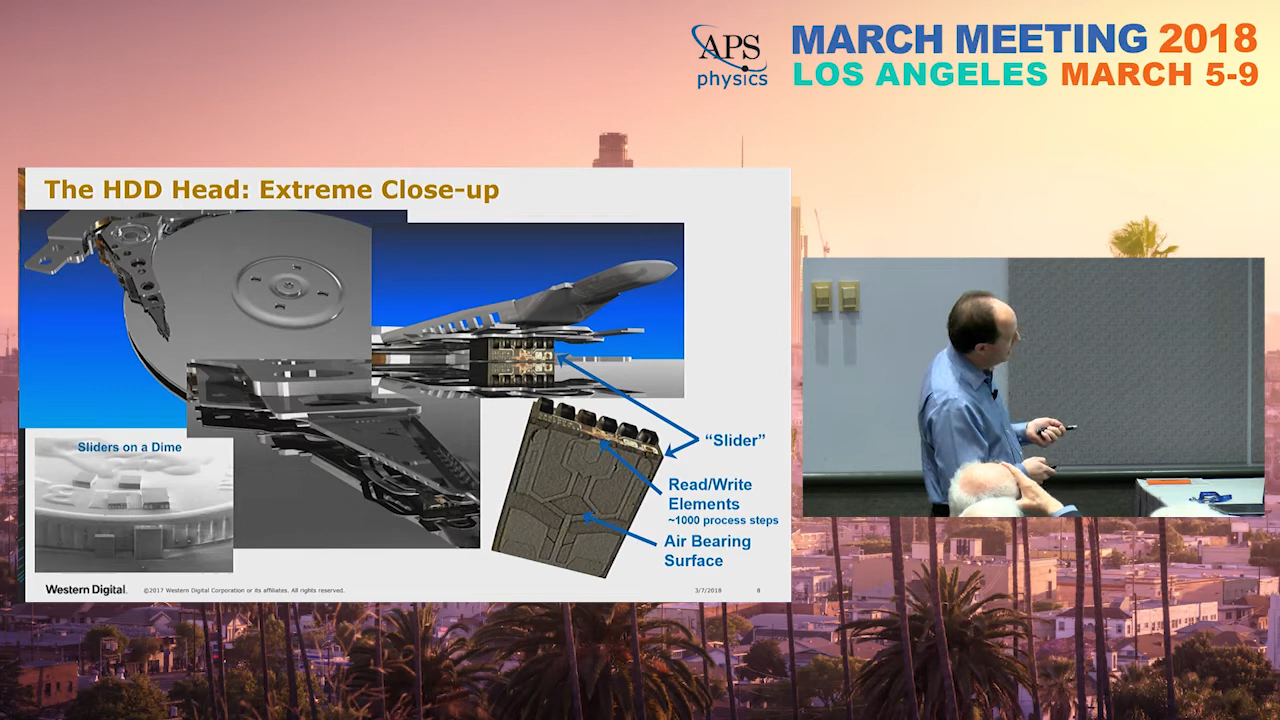 APS
physics
MARCH MEETING 2018
LOS ANGELES MARCH 5-9
The HDD Head: Extreme Close-up
Sliders on a Dime
“Slider”
Read/Write
Elements
~1000 process steps
Air Bearing
Surface
Western Digital.
©2017 Western Digital Corporation or its affiliates. All rights reserved.
3/7/2018
8